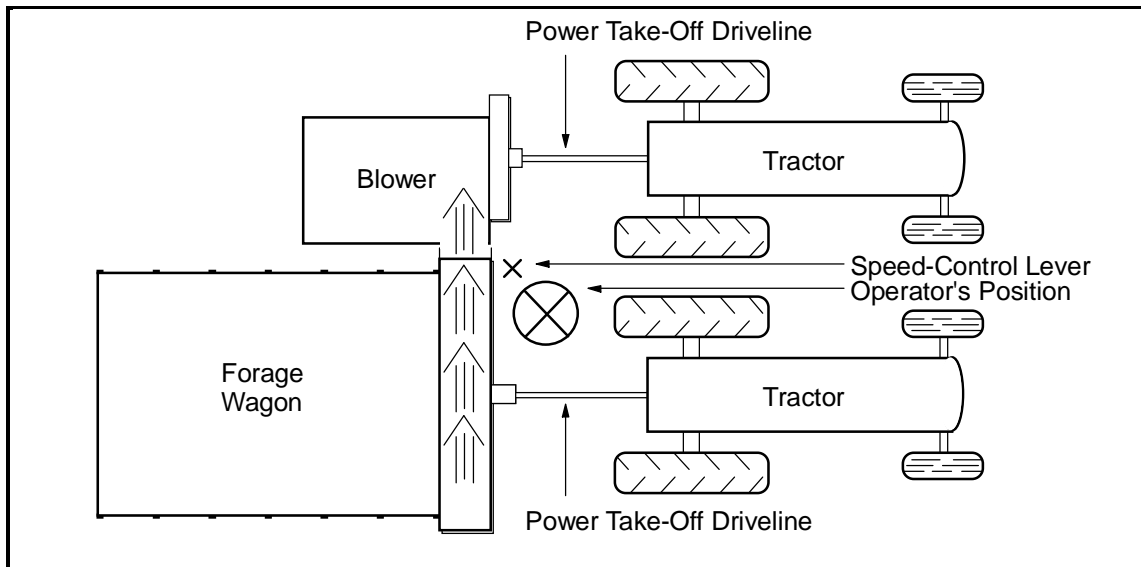 Power Take-Off Driveline
Blower
Tractor
Speed-Control Lever
Operator's Position
Forage
Wagon
Tractor
Power Take-Off Driveline